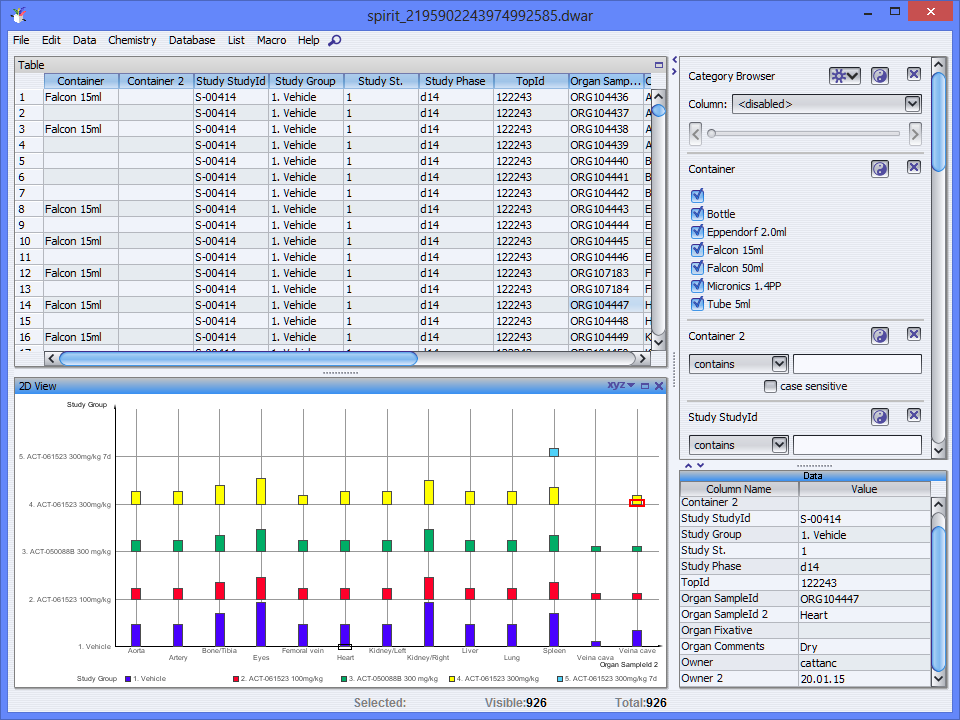 spirit_2195902243974992585.dwar
File Edit Data Chemistry Database List Macro Help
Table
Container Container 2 Study StudyId Study Group Study St. Study Phase TopId Organ Samp... C
1 Falcon 15ml S-00414 1. Vehicle 1 d14 122243 ORG104436 A
2 S-00414 1. Vehicle 1 d14 122243 ORG104437 A
3 Falcon 15ml S-00414 1. Vehicle 1 d14 122243 ORG104438 A
4 S-00414 1. Vehicle 1 d14 122243 ORG104439 A
5 S-00414 1. Vehicle 1 d14 122243 ORG104440 B
6 S-00414 1. Vehicle 1 d14 122243 ORG104441 B
7 S-00414 1. Vehicle 1 d14 122243 ORG104442 B
8 Falcon 15ml S-00414 1. Vehicle 1 d14 122243 ORG104443 E
9 S-00414 1. Vehicle 1 d14 122243 ORG104444 E
10 Falcon 15ml S-00414 1. Vehicle 1 d14 122243 ORG104445 E
11 S-00414 1. Vehicle 1 d14 122243 ORG104446 E
12 Falcon 15ml S-00414 1. Vehicle 1 d14 122243 ORG107183 F
13 S-00414 1. Vehicle 1 d14 122243 ORG107184 F
14 Falcon 15ml S-00414 1. Vehicle 1 d14 122243 ORG104447 H
15 S-00414 1. Vehicle 1 d14 122243 ORG104448 H
16 Falcon 15ml S-00414 1. Vehicle 1 d14 122243 ORG104449 K
2D View xyz
Study Group
5. ACT-061523 300mg/kg 7d
4. ACT-061523 300mg/kg
3. ACT-050088B 300 mg/kg
2. ACT-061523 100mg/kg
1. Vehicle
Aorta Bone/Tibia Femoral vein Kidney/Left Liver Spleen Veina cave
Artery Eyes Heart Kidney/Right Lung Veina cava
Organ SampleId 2
Study Group 1. Vehicle 2. ACT-061523 100mg/kg 3. ACT-050088B 300 mg/kg 4. ACT-061523 300mg/kg 5. ACT-061523 300mg/kg 7d
Category Browser
Column: <disabled>
Container
Bottle
Eppendorf 2.0ml
Falcon 15ml
Falcon 50ml
Micronics 1.4PP
Tube 5ml
Container 2
contains
case sensitive
Study StudyId
contains
Data
Column Name Value
Container 2
Study StudyId S-00414
Study Group 1. Vehicle
Study St. 1
Study Phase d14
TopId 122243
Organ SampleId ORG104447
Organ SampleId 2 Heart
Organ Fixative
Organ Comments Dry
Owner cattanc
Owner 2 20.01.15
Selected: Visible:926 Total:926